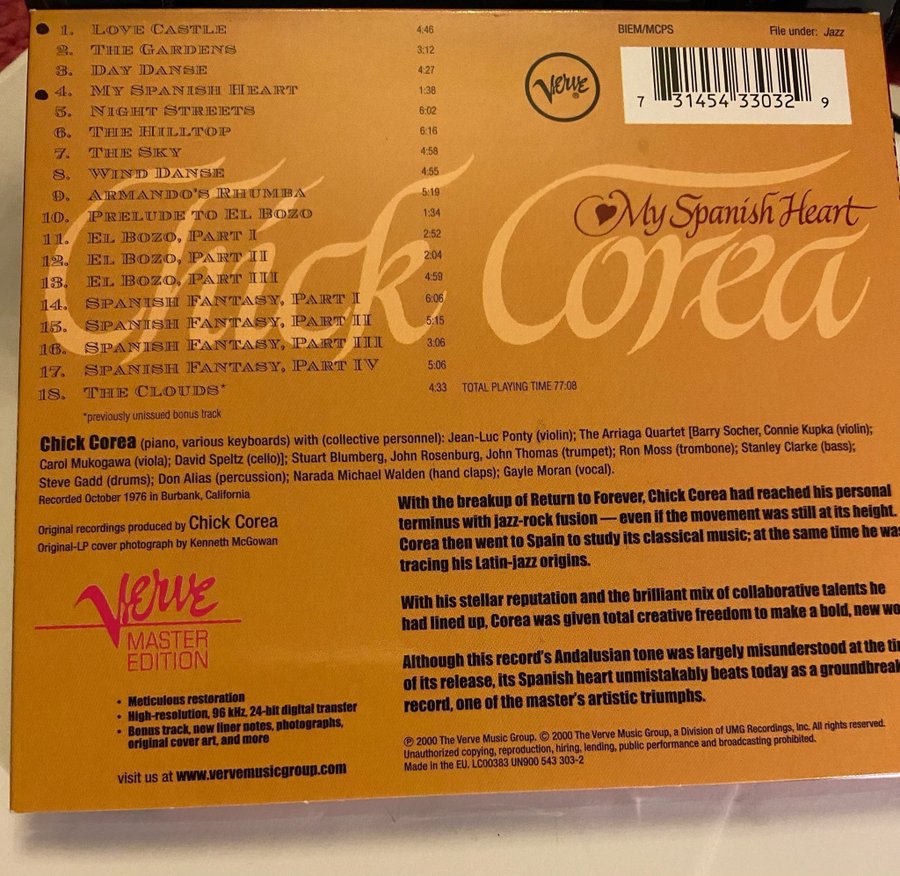 1. Love Castle 4:46
2. The Gardens 3:12
3. Day Danse 4:27
4. My Spanish Heart 1:38
5. Night Streets 6:02
6. The Hilltop 6:16
7. The Sky 4:58
8. Wind Danse 4:55
9. Armando's Rhumba 5:19
10. Prelude to El Bozo 1:34
11. El Bozo, Part I 2:52
12. El Bozo, Part II 2:04
13. El Bozo, Part III 4:59
14. Spanish Fantasy, Part I 6:06
15. Spanish Fantasy, Part II 5:15
16. Spanish Fantasy, Part III 3:06
17. Spanish Fantasy, Part IV 5:06
18. The Clouds* 4:33 TOTAL PLAYING TIME 77:08
*previously unissued bonus track
BIEM/MCPS File under: Jazz
Verve®
7 31454 33032 9
Chick Corea
My Spanish Heart
Chick Corea (piano, various keyboards) with (collective personnel): Jean-Luc Ponty (violin); The Arriaga Quartet [Barry Socher, Connie Kupka (violin);
Carol Mukogawa (viola); David Speltz (cello)]; Stuart Blumberg, John Rosenburg, John Thomas (trumpet); Ron Moss (trombone); Stanley Clarke (bass);
Steve Gadd (drums); Don Alias (percussion); Narada Michael Walden (hand claps); Gayle Moran (vocal).
Recorded October 1976 in Burbank, California
Original recordings produced by Chick Corea
Original-LP cover photograph by Kenneth McGowan
Verve
MASTER
EDITION
• Meticulous restoration
• High-resolution, 96 kHz, 24-bit digital transfer
• Bonus track, new liner notes, photographs,
original cover art, and more
visit us at www.vervemusicgroup.com
With the breakup of Return to Forever, Chick Corea had reached his personal
terminus with jazz-rock fusion — even if the movement was still at its height.
Corea then went to Spain to study its classical music; at the same time he was
tracing his Latin-jazz origins.
With his stellar reputation and the brilliant mix of collaborative talents he
had lined up, Corea was given total creative freedom to make a bold, new wo
Although this record's Andalusian tone was largely misunderstood at the ti
of its release, its Spanish heart unmistakably beats today as a groundbreak
record, one of the master's artistic triumphs.
℗ 2000 The Verve Music Group. © 2000 The Verve Music Group, a Division of UMG Recordings, Inc. All rights reserved.
Unauthorized copying, reproduction, hiring, lending, public performance and broadcasting prohibited.
Made in the EU. LC00383 UN900 543 303-2